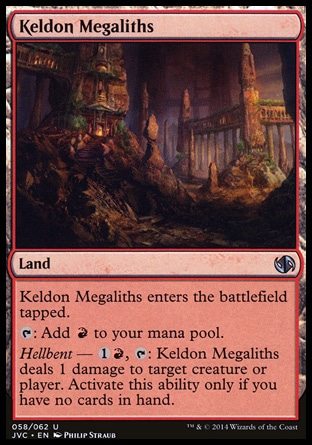 Keldon Megaliths
Land
Keldon Megaliths enters the battlefield
tapped.
: Add to your mana pool.
Hellbent — 1 , : Keldon Megaliths
deals 1 damage to target creature or
player. Activate this ability only if you
have no cards in hand.
058/062 U
JVC • EN Philip Straub
™ & © 2014 Wizards of the Coast